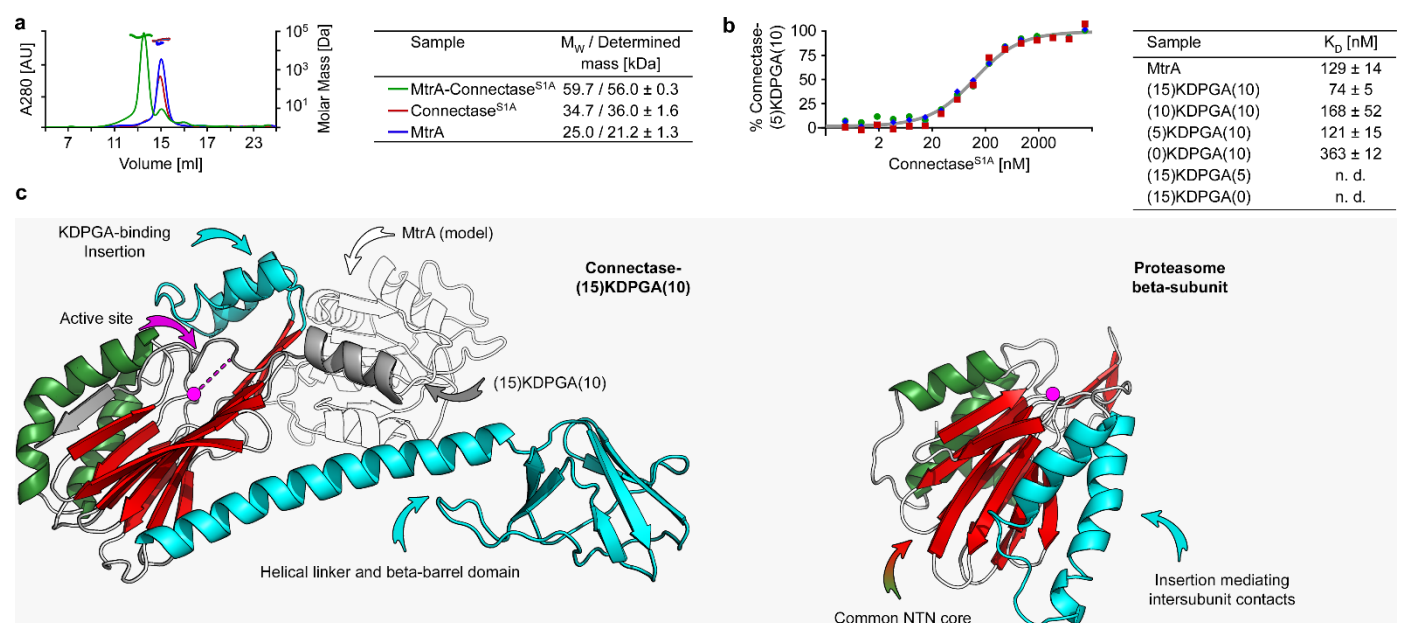 a
A280 [AU]
7 11 15 17 23
Volume [ml]
10⁵
10³
10¹
Molar Mass [Da]
Sample M_W / Determined mass [kDa]
MtrA-Connectase^S1A 59.7 / 56.0 ± 0.3
Connectase^S1A 34.7 / 36.0 ± 1.6
MtrA 25.0 / 21.2 ± 1.3
b
% Connectase-
(5)KDPGA(10)
100
75
50
25
0
2 20 200 2000
Connectase^S1A [nM]
Sample K_D [nM]
MtrA 129 ± 14
(15)KDPGA(10) 74 ± 5
(10)KDPGA(10) 168 ± 52
(5)KDPGA(10) 121 ± 15
(0)KDPGA(10) 363 ± 12
(15)KDPGA(5) n. d.
(15)KDPGA(0) n. d.
c
KDPGA-binding
Insertion
MtrA (model)
Connectase-
(15)KDPGA(10)
Active site
(15)KDPGA(10)
Helical linker and beta-barrel domain
Proteasome
beta-subunit
Common NTN core
Insertion mediating
intersubunit contacts